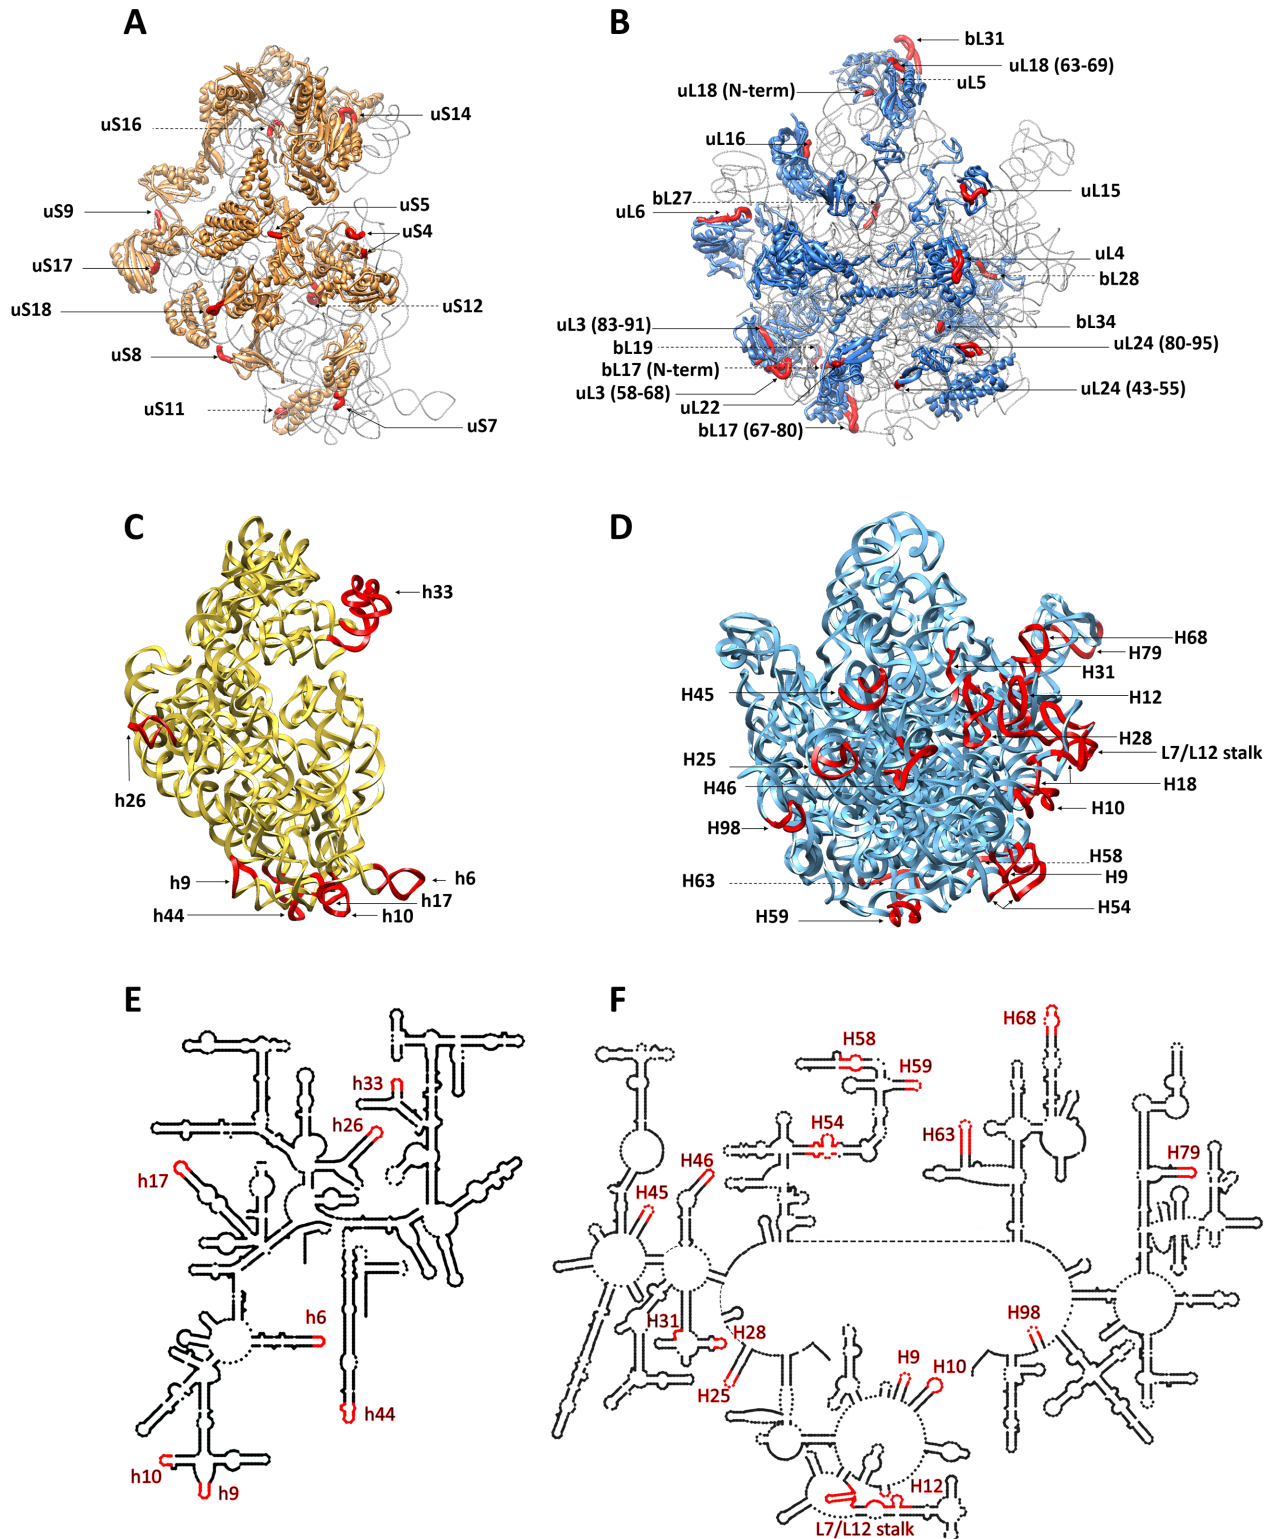 A
B
uS16
uS14
uS9
uS5
uS4
uS17
uS18
uS12
uS8
uS11
uS7
bL31
uL18 (63-69)
uL5
uL18 (N-term)
uL16
bL27
uL6
uL15
uL4
bL28
uL3 (83-91)
bL19
bL17 (N-term)
uL3 (58-68)
uL22
bL17 (67-80)
bL34
uL24 (80-95)
uL24 (43-55)
C
D
h33
h26
h9
h44
h10
h17
h6
H68
H79
H31
H12
H28
L7/L12 stalk
H18
H10
H58
H9
H54
H45
H25
H46
H98
H63
H59
E
F
h33
h26
h17
h6
h44
h10
h9
H68
H58
H59
H54
H63
H79
H46
H45
H31
H28
H25
H98
H9
H10
H12
L7/L12 stalk